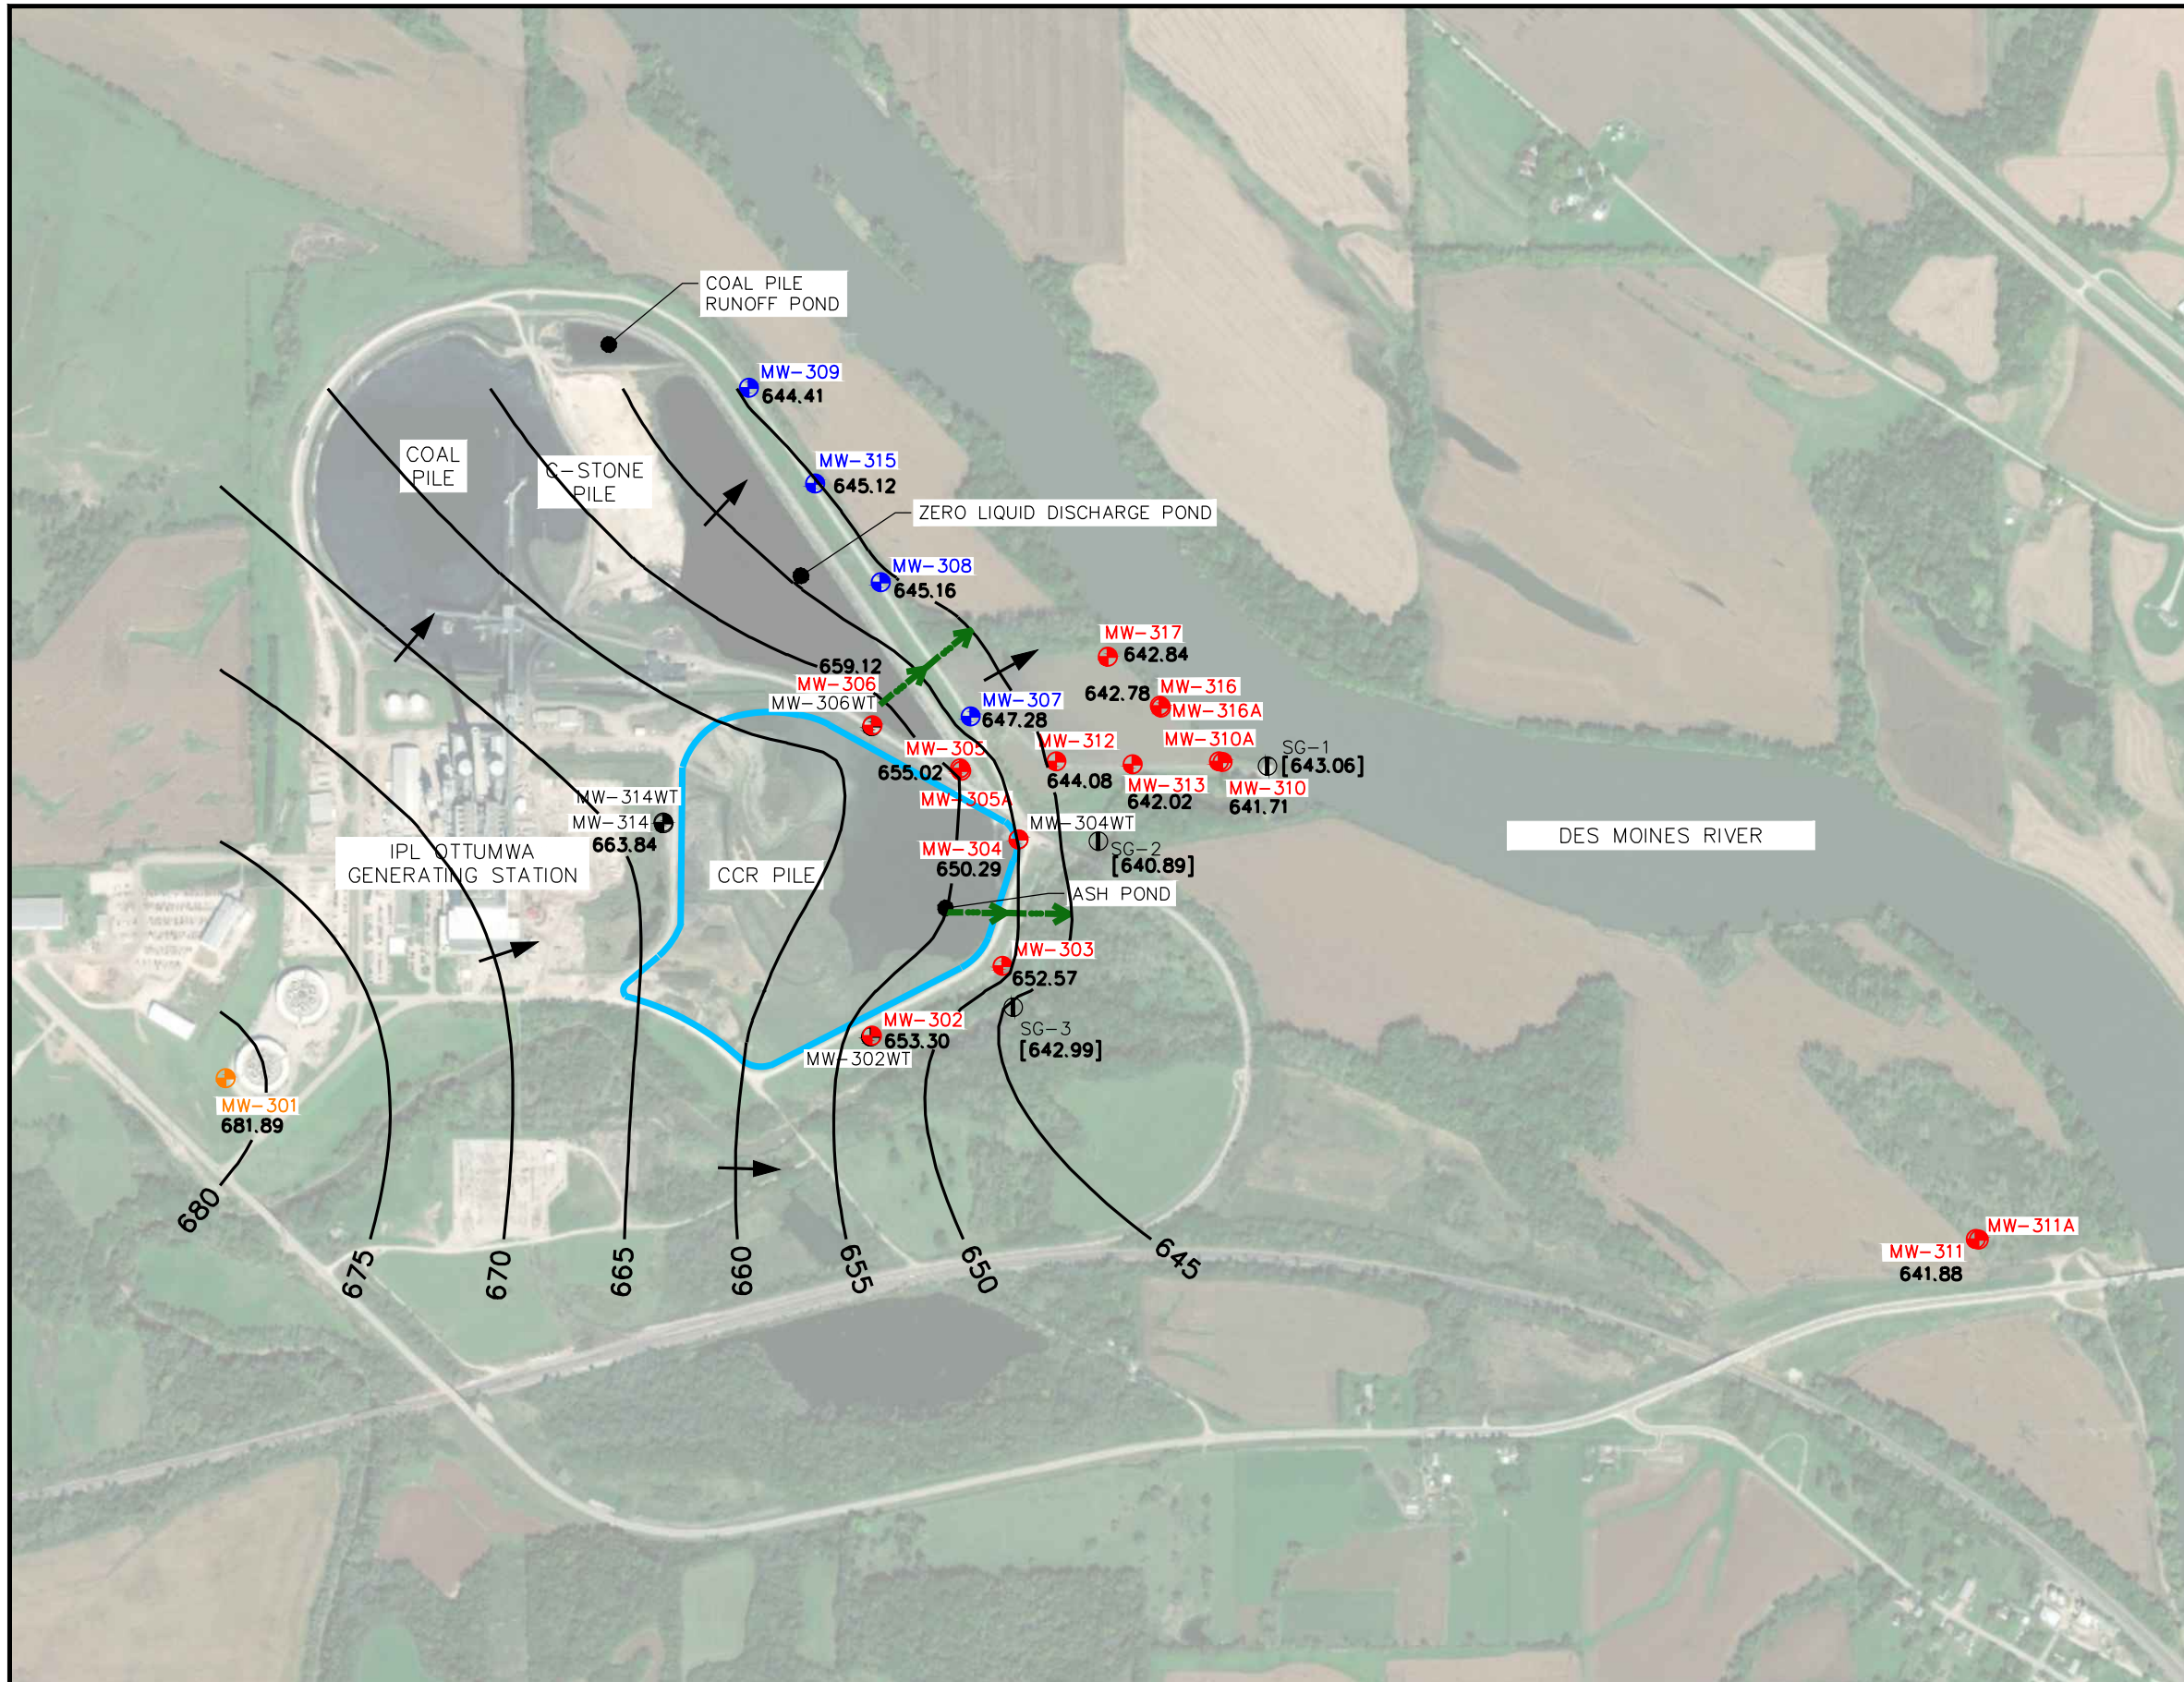 COAL PILE
RUNOFF POND
MW-309
644.41
COAL
PILE
C-STONE
PILE
MW-315
645.12
ZERO LIQUID DISCHARGE POND
MW-308
645.16
MW-317
642.84
659.12
MW-306
MW-306WT
642.78
MW-316
MW-316A
MW-307
647.28
MW-305
655.02
MW-305A
MW-312
644.08
MW-310A
MW-313
642.02
MW-310
641.71
SG-1
[643.06]
MW-314WT
MW-314
663.84
IPL OTTUMWA
GENERATING STATION
CCR PILE
MW-304WT
MW-304
650.29
SG-2
[640.89]
DES MOINES RIVER
ASH POND
MW-303
652.57
MW-302
653.30
MW-302WT
SG-3
[642.99]
MW-301
681.89
680
675
670
665
660
655
650
645
MW-311A
MW-311
641.88